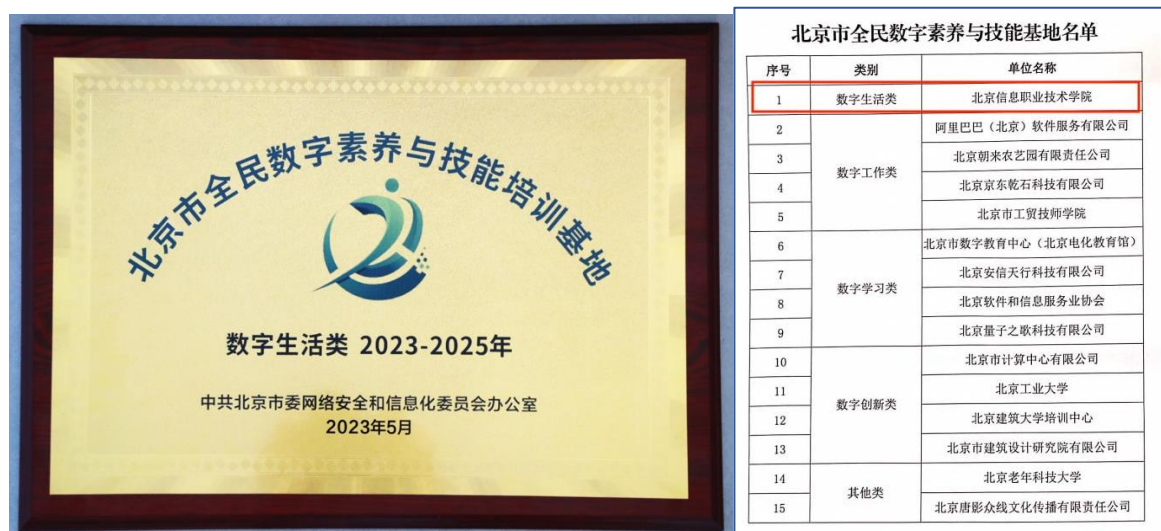 北京市全民数字素养与技能培训基地
数字生活类 2023-2025年
中共北京市委网络安全和信息化委员会办公室
2023年5月
北京市全民数字素养与技能基地名单
序号 类别 单位名称
1 数字生活类 北京信息职业技术学院
2 阿里巴巴（北京）软件服务有限公司
3 北京朝来农艺园有限责任公司
数字工作类
4 北京京东乾石科技有限公司
5 北京市工贸技师学院
6 北京市数字教育中心（北京电化教育馆）
7 北京安信天行科技有限公司
数字学习类
8 北京软件和信息服务业协会
9 北京量子之歌科技有限公司
10 北京市计算中心有限公司
11 北京工业大学
数字创新类
12 北京建筑大学培训中心
13 北京市建筑设计研究院有限公司
14 北京老年科技大学
其他类
15 北京唐影众线文化传播有限责任公司